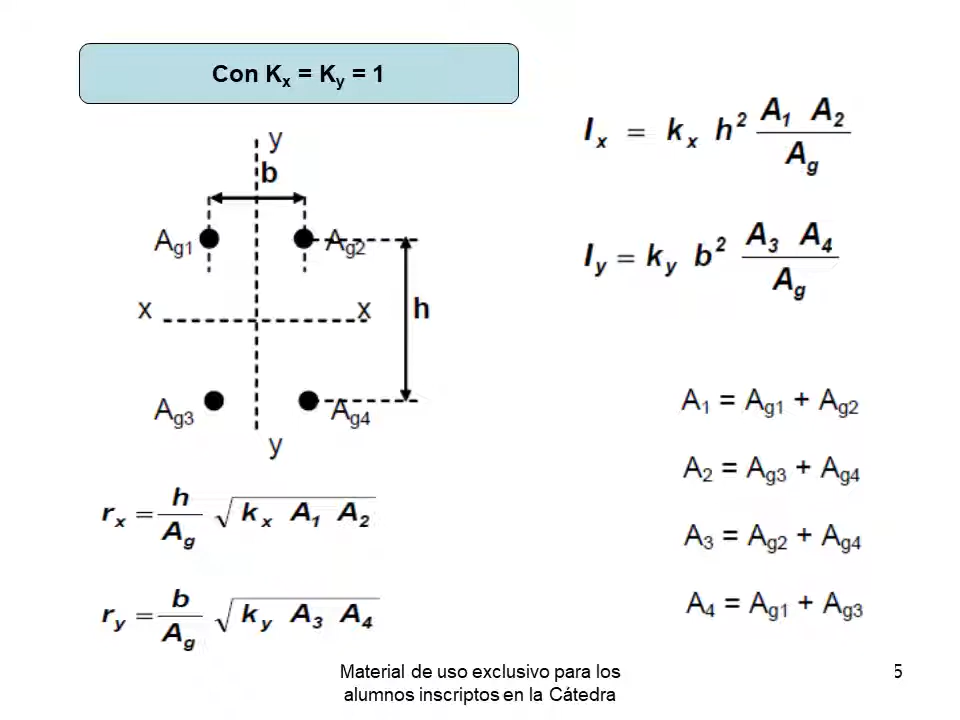 Con Kx = Ky = 1
y
b
Ag1
Ag2
x
x
h
Ag3
Ag4
y
Ix = kx h² A1 A2 / Ag
Iy = ky b² A3 A4 / Ag
A1 = Ag1 + Ag2
A2 = Ag3 + Ag4
A3 = Ag2 + Ag4
A4 = Ag1 + Ag3
rx = h / Ag √ kx A1 A2
ry = b / Ag √ ky A3 A4
Material de uso exclusivo para los
alumnos inscriptos en la Cátedra
5